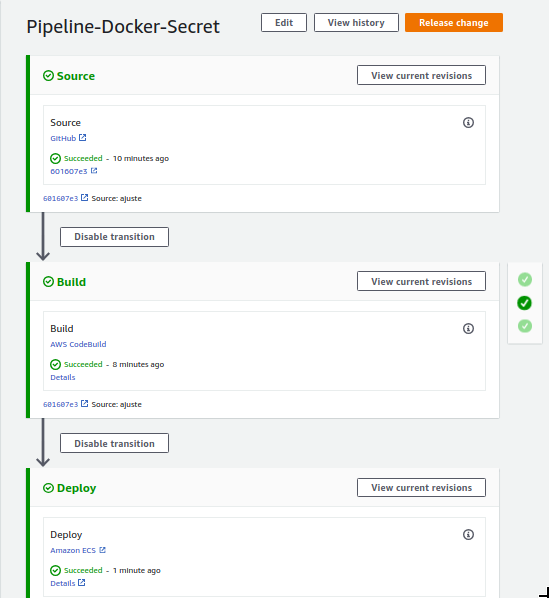 Pipeline-Docker-Secret
Edit
View history
Release change
Source
View current revisions
Source
GitHub
Succeeded - 10 minutes ago
601607e3
601607e3 Source: ajuste
Disable transition
Build
View current revisions
Build
AWS CodeBuild
Succeeded - 8 minutes ago
Details
601607e3 Source: ajuste
Disable transition
Deploy
View current revisions
Deploy
Amazon ECS
Succeeded - 1 minute ago
Details